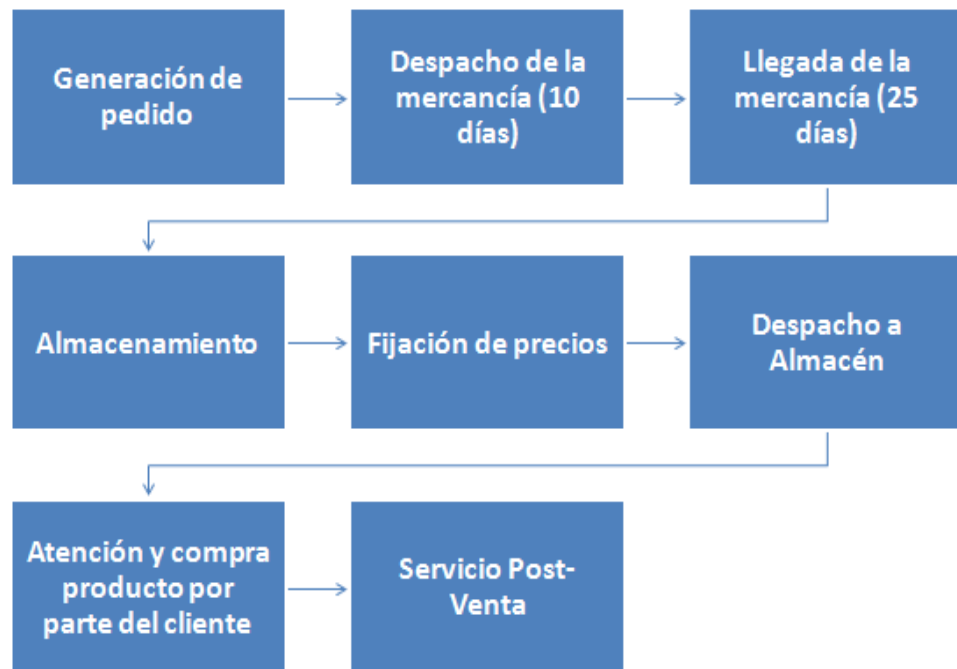 Generación de
pedido
Despacho de la
mercancía (10
días)
Llegada de la
mercancía (25
días)
Almacenamiento
Fijación de precios
Despacho a
Almacén
Atención y compra
producto por
parte del cliente
Servicio Post-
Venta